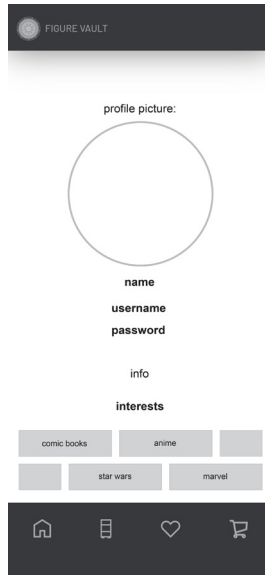 FIGURE VAULT
profile picture:
name
username
password
info
interests
comic books anime
star wars marvel